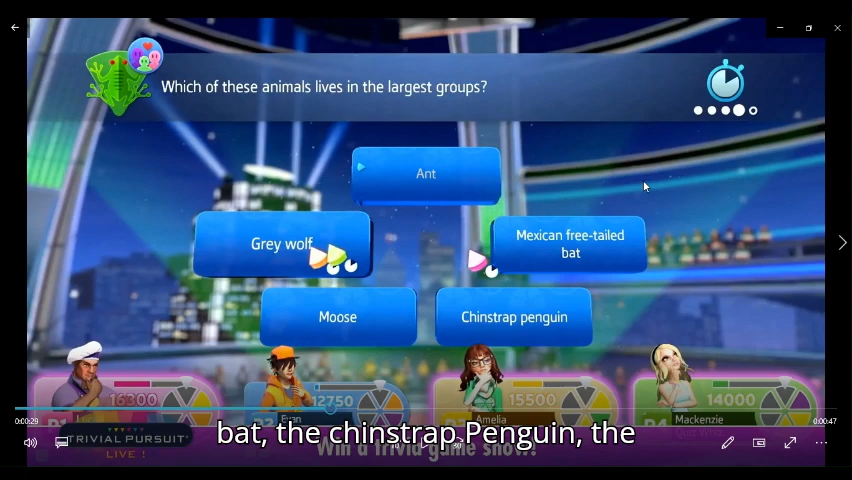 Which of these animals lives in the largest groups?
Ant
Grey wolf
Mexican free-tailed
bat
Moose
Chinstrap penguin
16300
12750
15500
14000
P1
Evan
Amelia
P4
Mackenzie
0:00:29
0:00:47
TRIVIAL PURSUIT
LIVE!
bat, the chinstrap Penguin, the
Win a trivia game show!